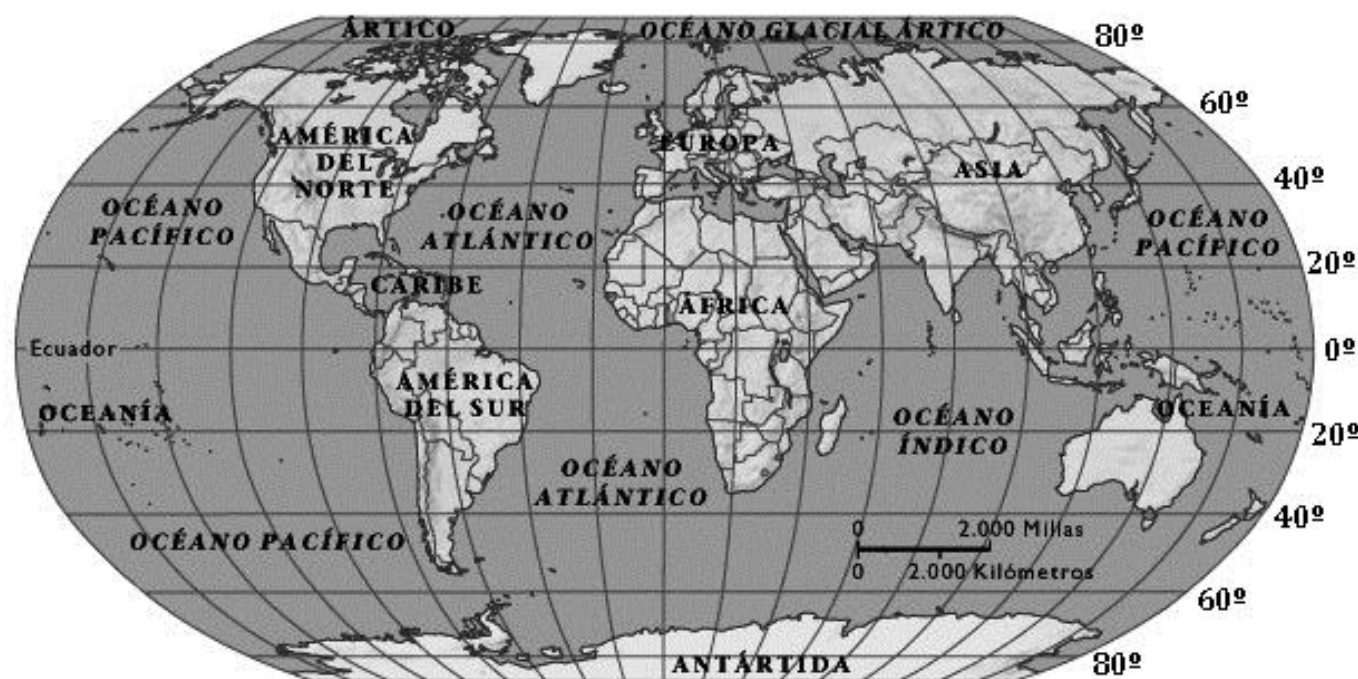 ÁRTICO
OCÉANO GLACIAL ÁRTICO
80º
60º
AMÉRICA
DEL
NORTE
EUROPA
ASIA
40º
OCÉANO
PACÍFICO
OCÉANO
ATLÁNTICO
OCÉANO
PACÍFICO
20º
CARIBE
ÁFRICA
Ecuador
0º
AMÉRICA
DEL SUR
OCEANÍA
OCEANÍA
OCÉANO
ÍNDICO
20º
OCÉANO
ATLÁNTICO
40º
OCÉANO PACÍFICO
0 2.000 Millas
0 2.000 Kilómetros
60º
ANTÁRTIDA
80º